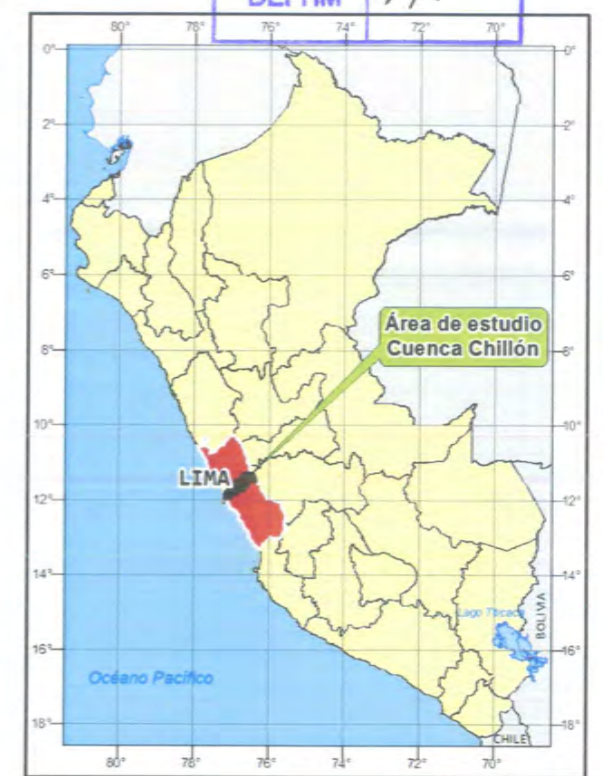 80° 78° 76° 74° 72° 70°
0° 0°
2° 2°
4° 4°
6° 6°
Área de estudio
Cuenca Chillón
8° 8°
10° 10°
LIMA
12° 12°
14° 14°
Lago Titicaca
BOLIVIA
16° 16°
Océano Pacífico
18° 18°
CHILE
80° 78° 76° 74° 72° 70°